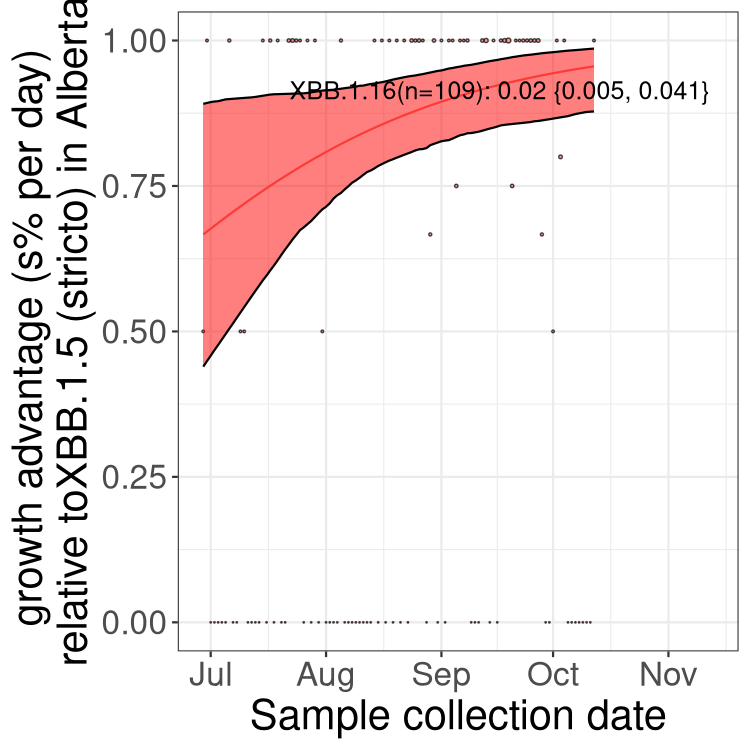 growth advantage (s% per day)
relative toXBB.1.5 (stricto) in Alberta
1.00
0.75
0.50
0.25
0.00
XBB.1.16(n=109): 0.02 {0.005, 0.041}
Jul Aug Sep Oct Nov
Sample collection date